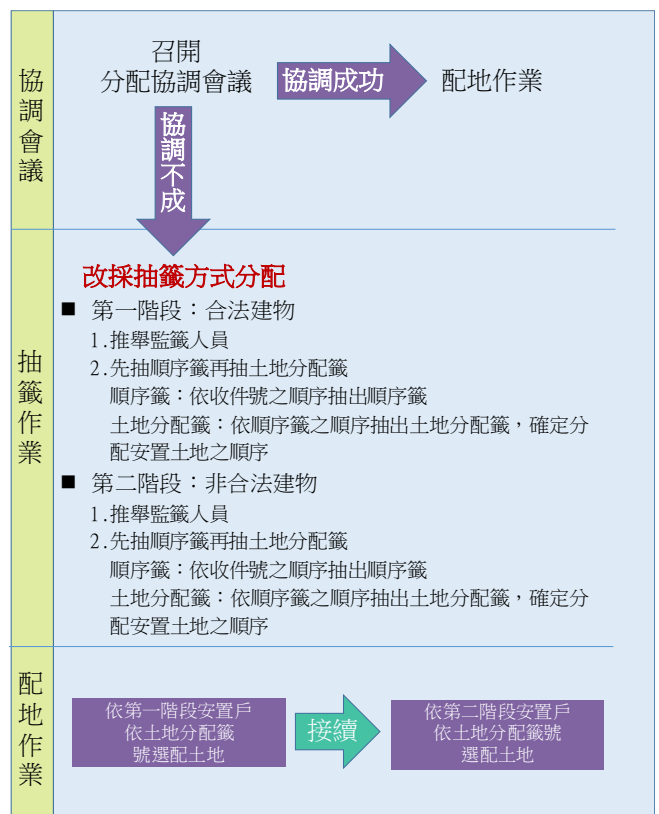 協調會議
召開
分配協調會議
協調成功
配地作業
協調不成
抽籤作業
改採抽籤方式分配
■ 第一階段：合法建物
1.推舉監籤人員
2.先抽順序籤再抽土地分配籤
順序籤：依收件號之順序抽出順序籤
土地分配籤：依順序籤之順序抽出土地分配籤，確定分
配安置土地之順序
■ 第二階段：非合法建物
1.推舉監籤人員
2.先抽順序籤再抽土地分配籤
順序籤：依收件號之順序抽出順序籤
土地分配籤：依順序籤之順序抽出土地分配籤，確定分
配安置土地之順序
配地作業
依第一階段安置戶
依土地分配籤
號選配土地
接續
依第二階段安置戶
依土地分配籤號
選配土地